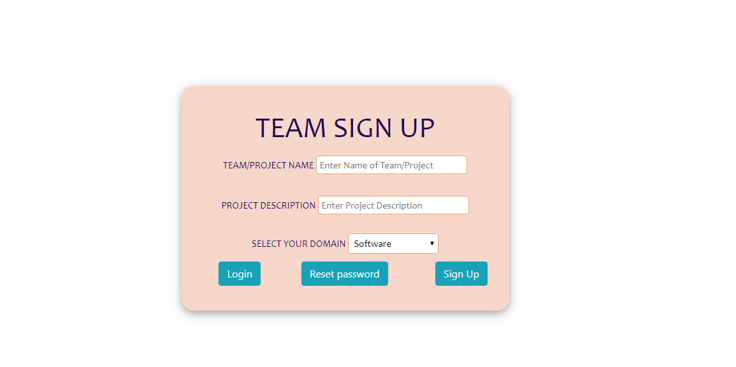 TEAM SIGN UP
TEAM/PROJECT NAME Enter Name of Team/Project
PROJECT DESCRIPTION Enter Project Description
SELECT YOUR DOMAIN Software
Login Reset password Sign Up